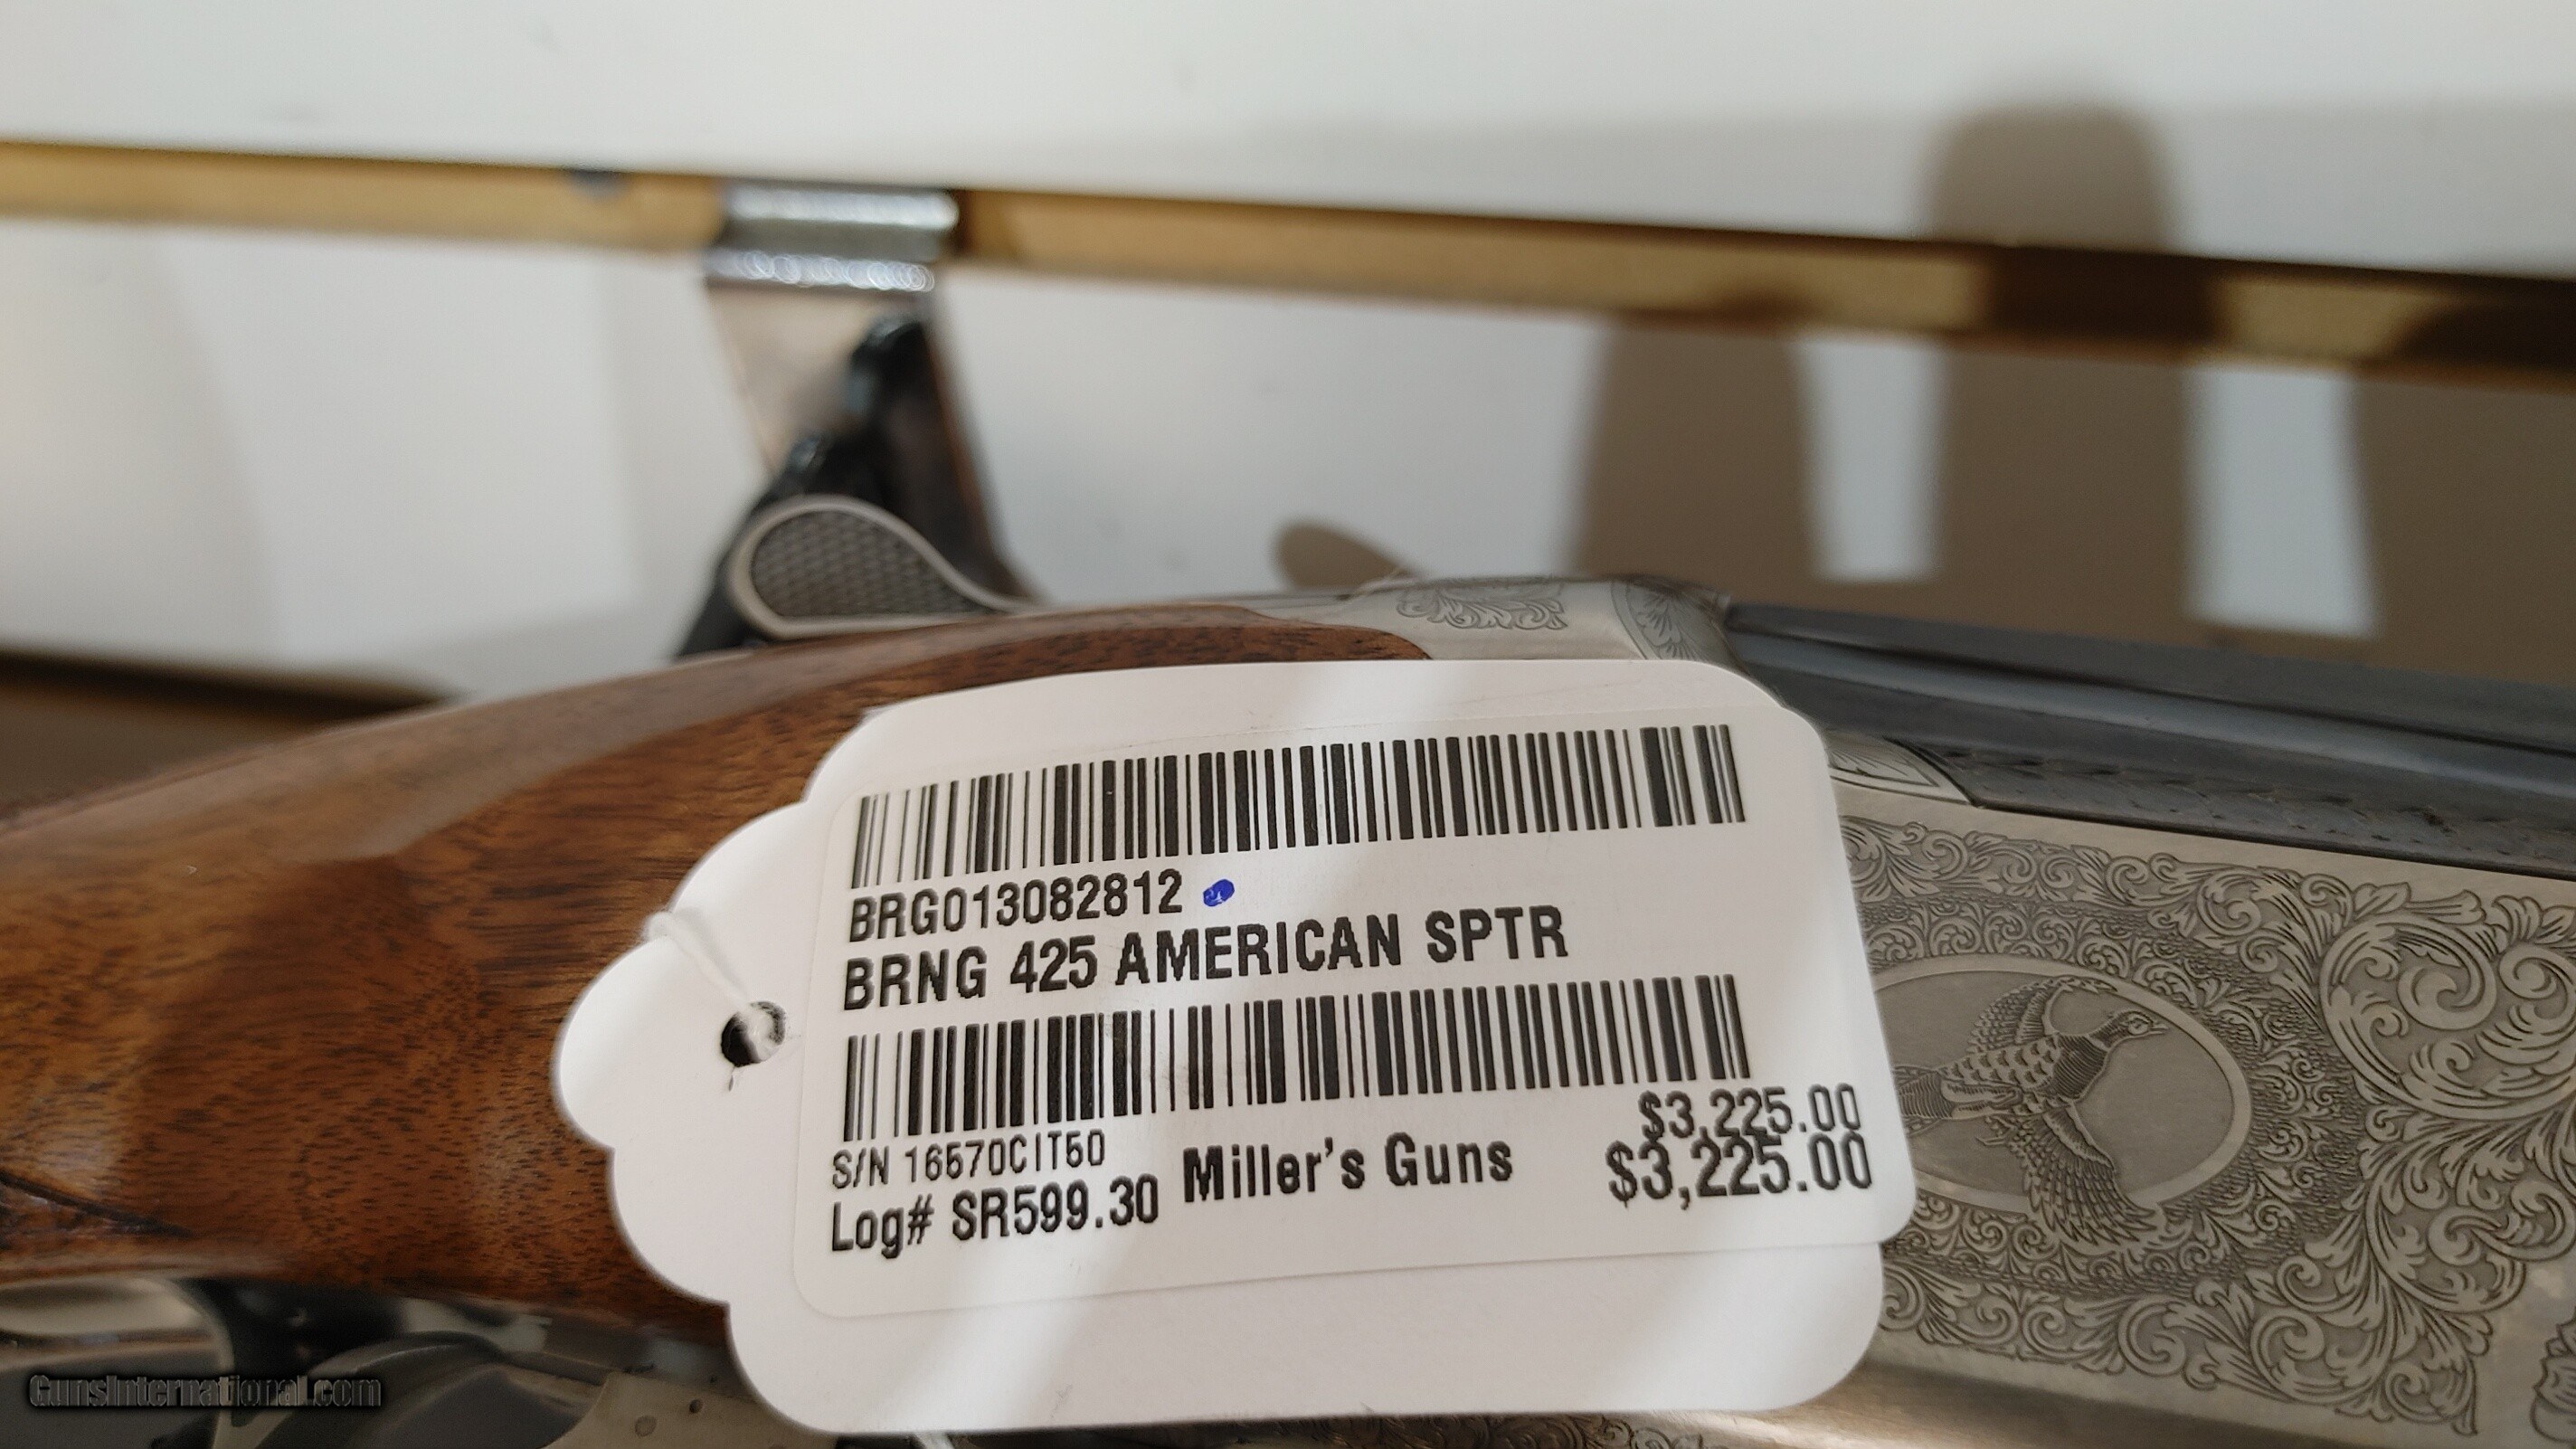 BRG013082812
BRNG 425 AMERICAN SPTR
$3,225.00
S/N 16570CIT50
Miller's Guns
$3,225.00
Log# SR599.30
GunsInternational.com